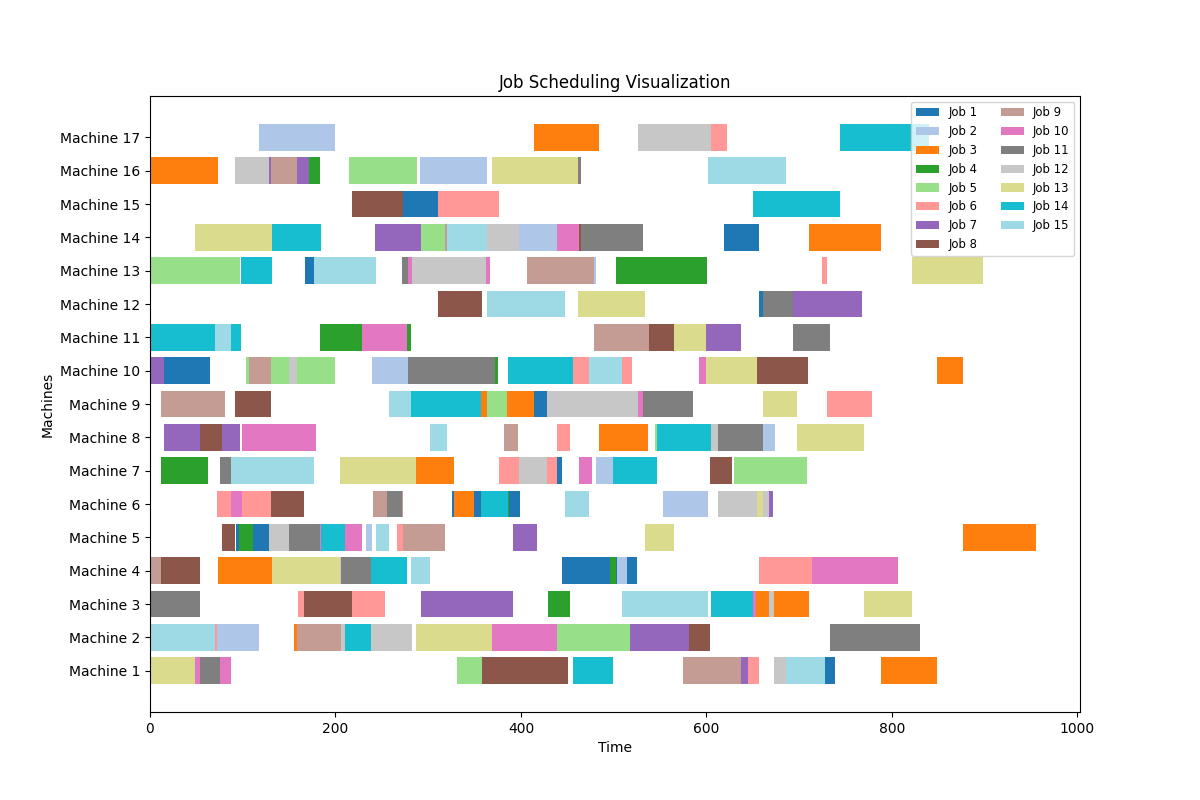 Job Scheduling Visualization
Machine 17
Machine 16
Machine 15
Machine 14
Machine 13
Machine 12
Machine 11
Machine 10
Machine 9
Machine 8
Machine 7
Machine 6
Machine 5
Machine 4
Machine 3
Machine 2
Machine 1
Machines
0 200 400 600 800 1000
Time
Job 1
Job 2
Job 3
Job 4
Job 5
Job 6
Job 7
Job 8
Job 9
Job 10
Job 11
Job 12
Job 13
Job 14
Job 15